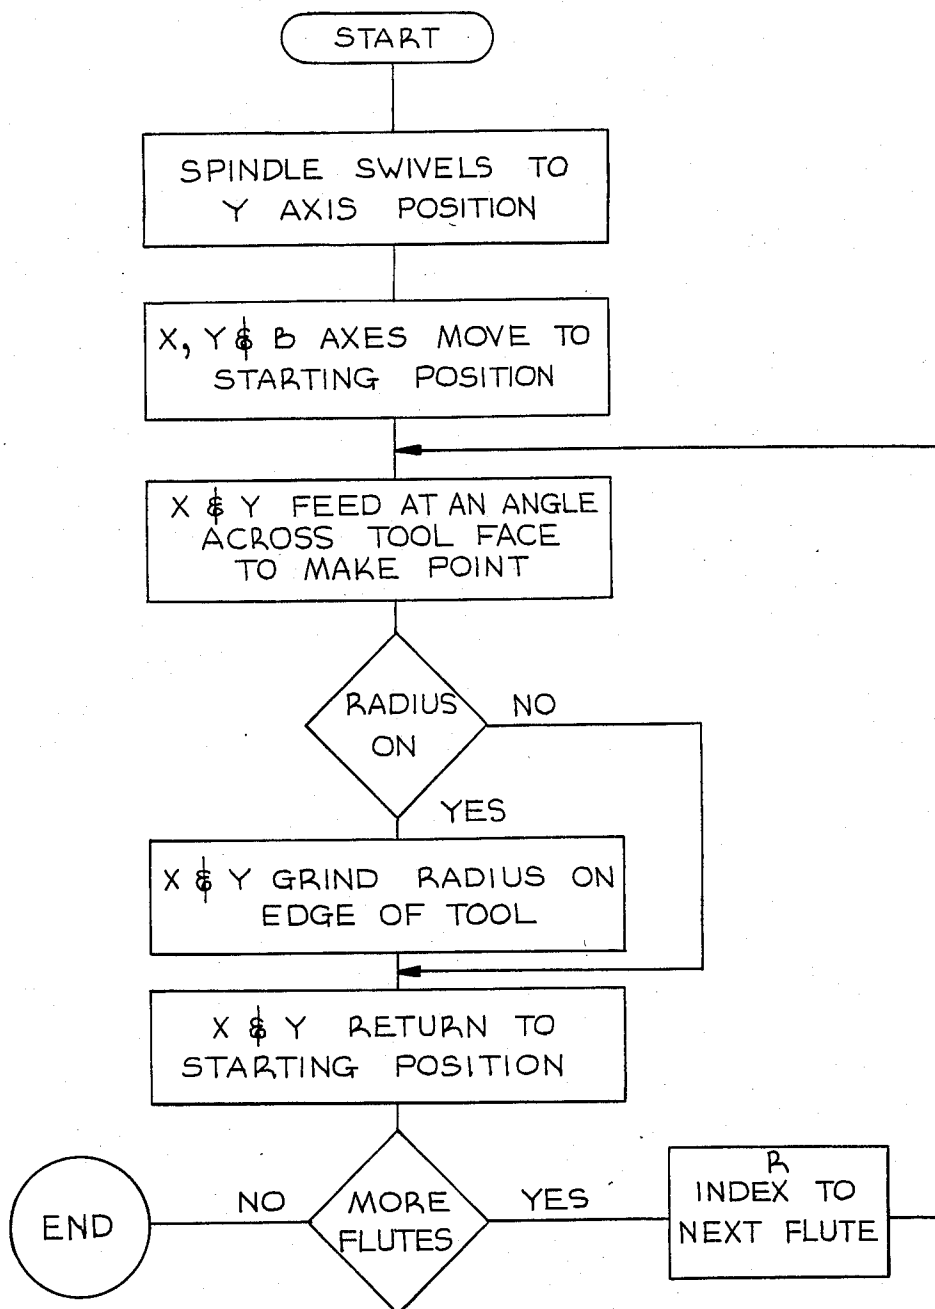 START
SPINDLE SWIVELS TO
Y AXIS POSITION
X, Y & B AXES MOVE TO
STARTING POSITION
X & Y FEED AT AN ANGLE
ACROSS TOOL FACE
TO MAKE POINT
RADIUS
ON
NO
YES
X & Y GRIND RADIUS ON
EDGE OF TOOL
X & Y RETURN TO
STARTING POSITION
MORE
FLUTES
NO
END
YES
R
INDEX TO
NEXT FLUTE